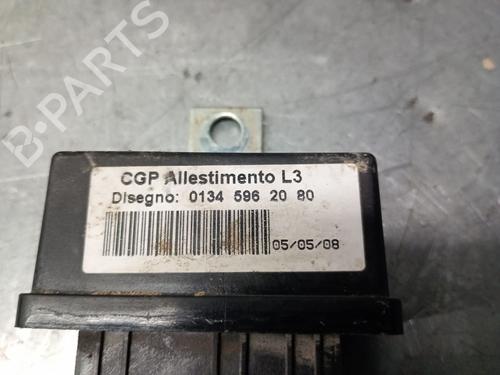 CGP Allestimento L3
Disegno: 0134 596 20 80
05/05/08
B-PARTS